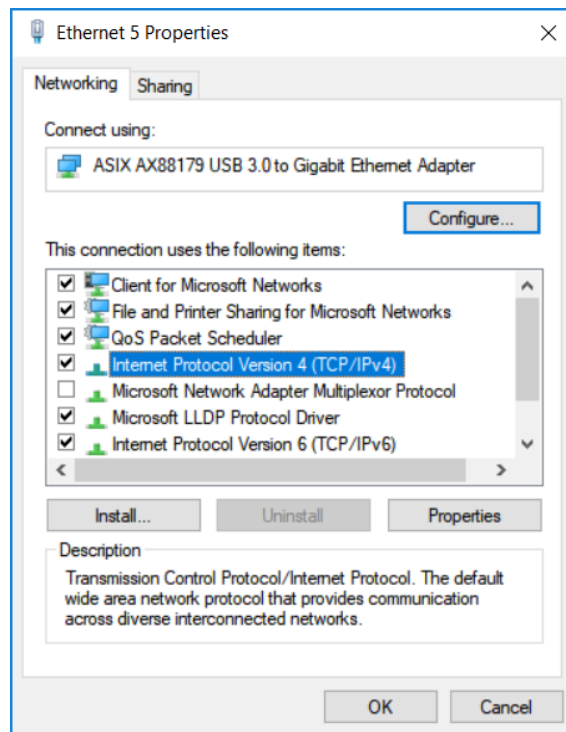 Ethernet 5 Properties
Networking Sharing
Connect using:
ASIX AX88179 USB 3.0 to Gigabit Ethernet Adapter
Configure...
This connection uses the following items:
Client for Microsoft Networks
File and Printer Sharing for Microsoft Networks
QoS Packet Scheduler
Internet Protocol Version 4 (TCP/IPv4)
Microsoft Network Adapter Multiplexor Protocol
Microsoft LLDP Protocol Driver
Internet Protocol Version 6 (TCP/IPv6)
Install... Uninstall Properties
Description
Transmission Control Protocol/Internet Protocol. The default
wide area network protocol that provides communication
across diverse interconnected networks.
OK Cancel